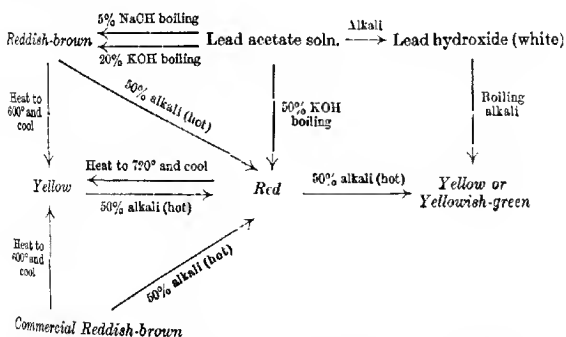 5% NaCH boiling
Alkali
Reddish-brown
Lead acetate soln.
Lead hydroxide (white)
20% KOH boiling
Heat to
600° and
cool
50% alkali (hot)
50% KOH
boiling
Boiling
alkali
Heat to 720° and cool
Yellow
Red
50% alkali (hot)
Yellow or
Yellowish-green
50% alkali (hot)
Heat to
600° and
cool
50% alkali (hot)
Commercial Reddish-brown